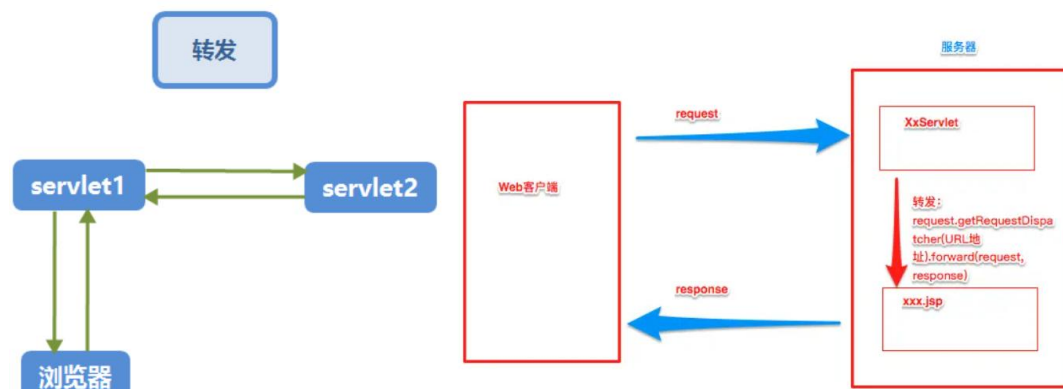 转发
servlet1
servlet2
浏览器
服务器
request
XxServlet
Web客户端
转发：
request.getRequestDispa
tcher(URL地
址).forward(request,
response)
response
xxx.jsp